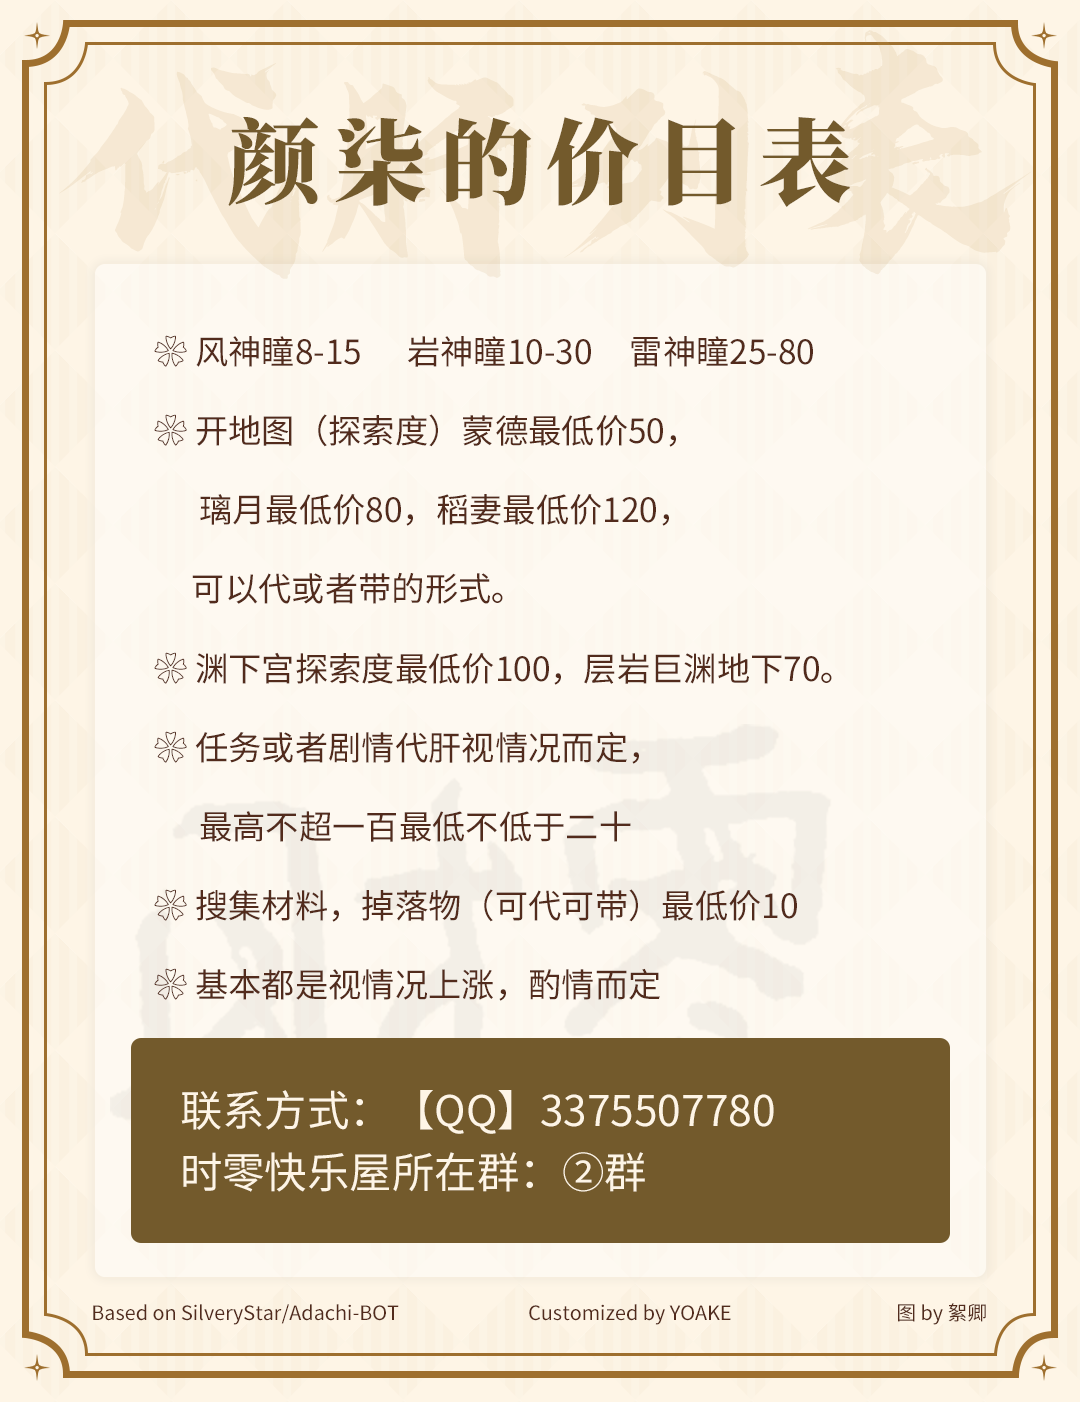 代肝列表
颜柒的价目表
风神瞳8-15 岩神瞳10-30 雷神瞳25-80
开地图（探索度）蒙德最低价50，
璃月最低价80，稻妻最低价120，
可以代或者带的形式。
渊下宫探索度最低价100，层岩巨渊地下70。
任务或者剧情代肝视情况而定，
最高不超一百最低不低于二十
搜集材料，掉落物（可代可带）最低价10
基本都是视情况上涨，酌情而定
联系方式：【QQ】3375507780
时零快乐屋所在群：②群
Based on SilveryStar/Adachi-BOT
Customized by YOAKE
图 by 絮卿